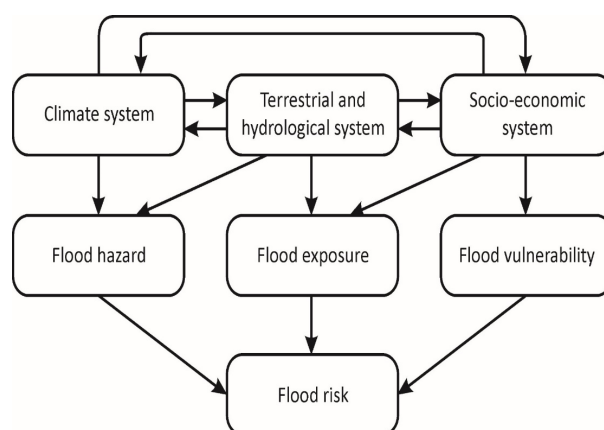 Climate system
Terrestrial and
hydrological system
Socio-economic
system
Flood hazard
Flood exposure
Flood vulnerability
Flood risk